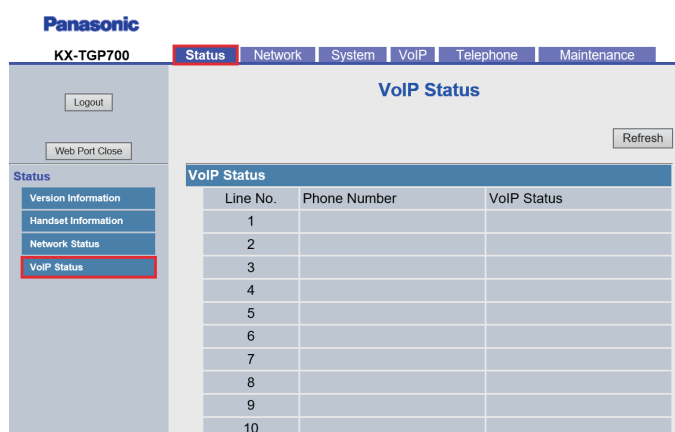 Panasonic
KX-TGP700
Status Network System VoIP Telephone Maintenance
Logout
Web Port Close
VoIP Status
Refresh
Status
Version Information
Handset Information
Network Status
VoIP Status
VoIP Status
Line No. Phone Number VoIP Status
1
2
3
4
5
6
7
8
9
10